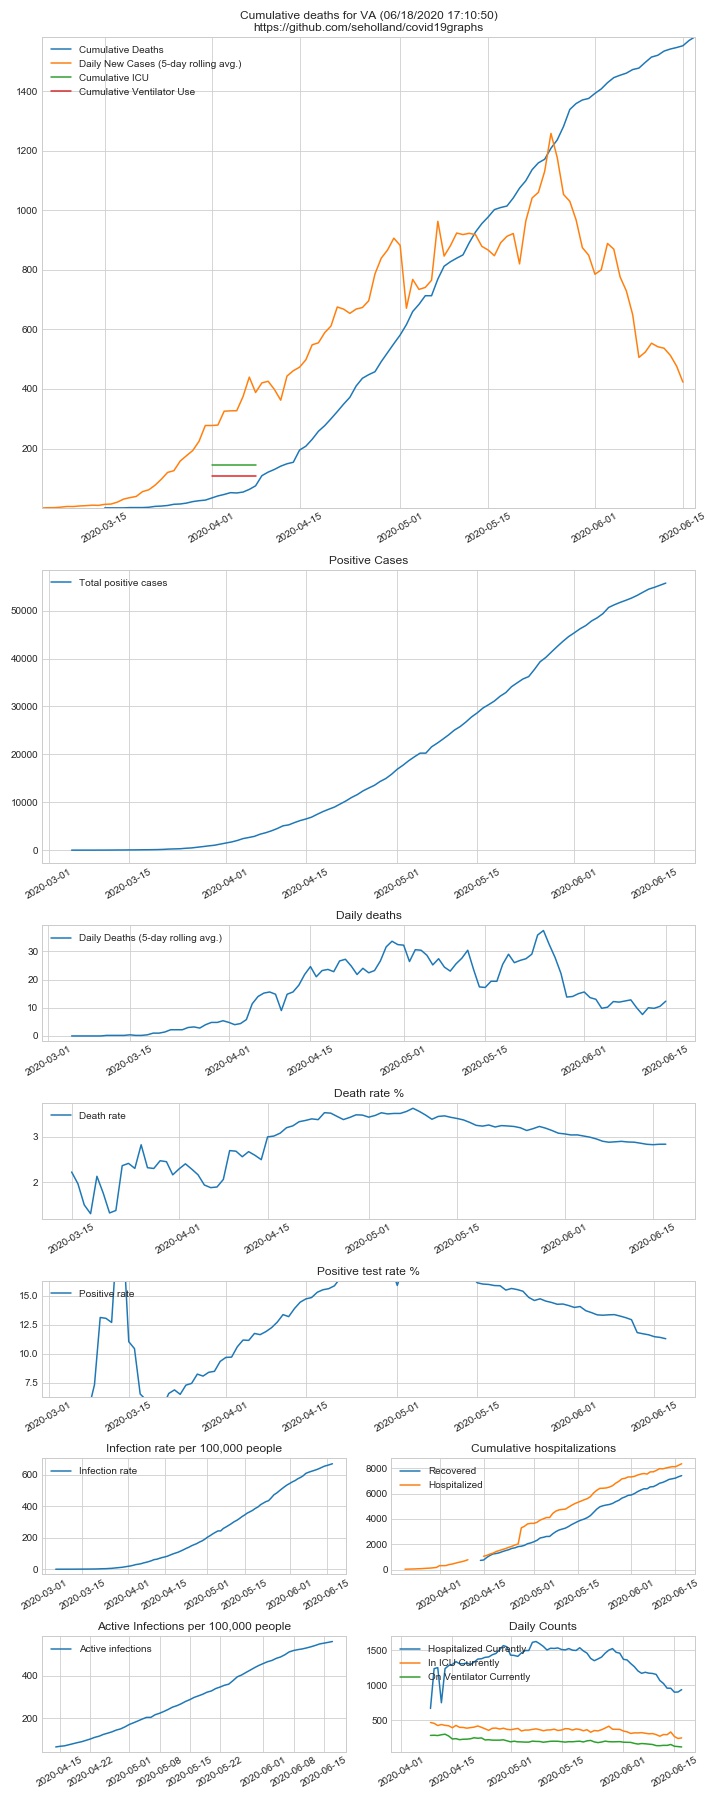 Cumulative deaths for VA (06/18/2020 17:10:50)
https://github.com/seholland/covid19graphs
Cumulative Deaths
Daily New Cases (5-day rolling avg.)
Cumulative ICU
Cumulative Ventilator Use
1400
1200
1000
800
600
400
200
2020-03-15 2020-04-01 2020-04-15 2020-05-01 2020-05-15 2020-06-01 2020-06-15
Positive Cases
Total positive cases
50000
40000
30000
20000
10000
0
2020-03-01 2020-03-15 2020-04-01 2020-04-15 2020-05-01 2020-05-15 2020-06-01 2020-06-15
Daily deaths
Daily Deaths (5-day rolling avg.)
30
20
10
0
2020-03-01 2020-03-15 2020-04-01 2020-04-15 2020-05-01 2020-05-15 2020-06-01 2020-06-15
Death rate %
Death rate
3
2
2020-03-15 2020-04-01 2020-04-15 2020-05-01 2020-05-15 2020-06-01 2020-06-15
Positive test rate %
Positive rate
15.0
12.5
10.0
7.5
2020-03-01 2020-03-15 2020-04-01 2020-04-15 2020-05-01 2020-05-15 2020-06-01 2020-06-15
Infection rate per 100,000 people
Infection rate
600
400
200
0
2020-03-01 2020-03-15 2020-04-01 2020-04-15 2020-05-01 2020-05-15 2020-06-01 2020-06-15
Cumulative hospitalizations
Recovered
Hospitalized
8000
6000
4000
2000
0
2020-04-01 2020-04-15 2020-05-01 2020-05-15 2020-06-01 2020-06-15
Active Infections per 100,000 people
Active infections
400
200
2020-04-15 2020-04-22 2020-05-01 2020-05-08 2020-05-15 2020-05-22 2020-06-01 2020-06-08 2020-06-15
Daily Counts
Hospitalized Currently
In ICU Currently
On Ventilator Currently
1500
1000
500
2020-04-01 2020-04-15 2020-05-01 2020-05-15 2020-06-01 2020-06-15